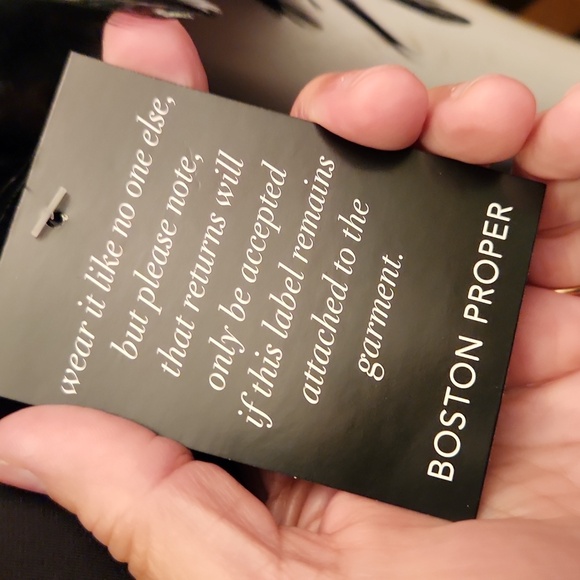 wear it like no one else,
but please note,
that returns will
only be accepted
if this label remains
attached to the
garment.
BOSTON PROPER